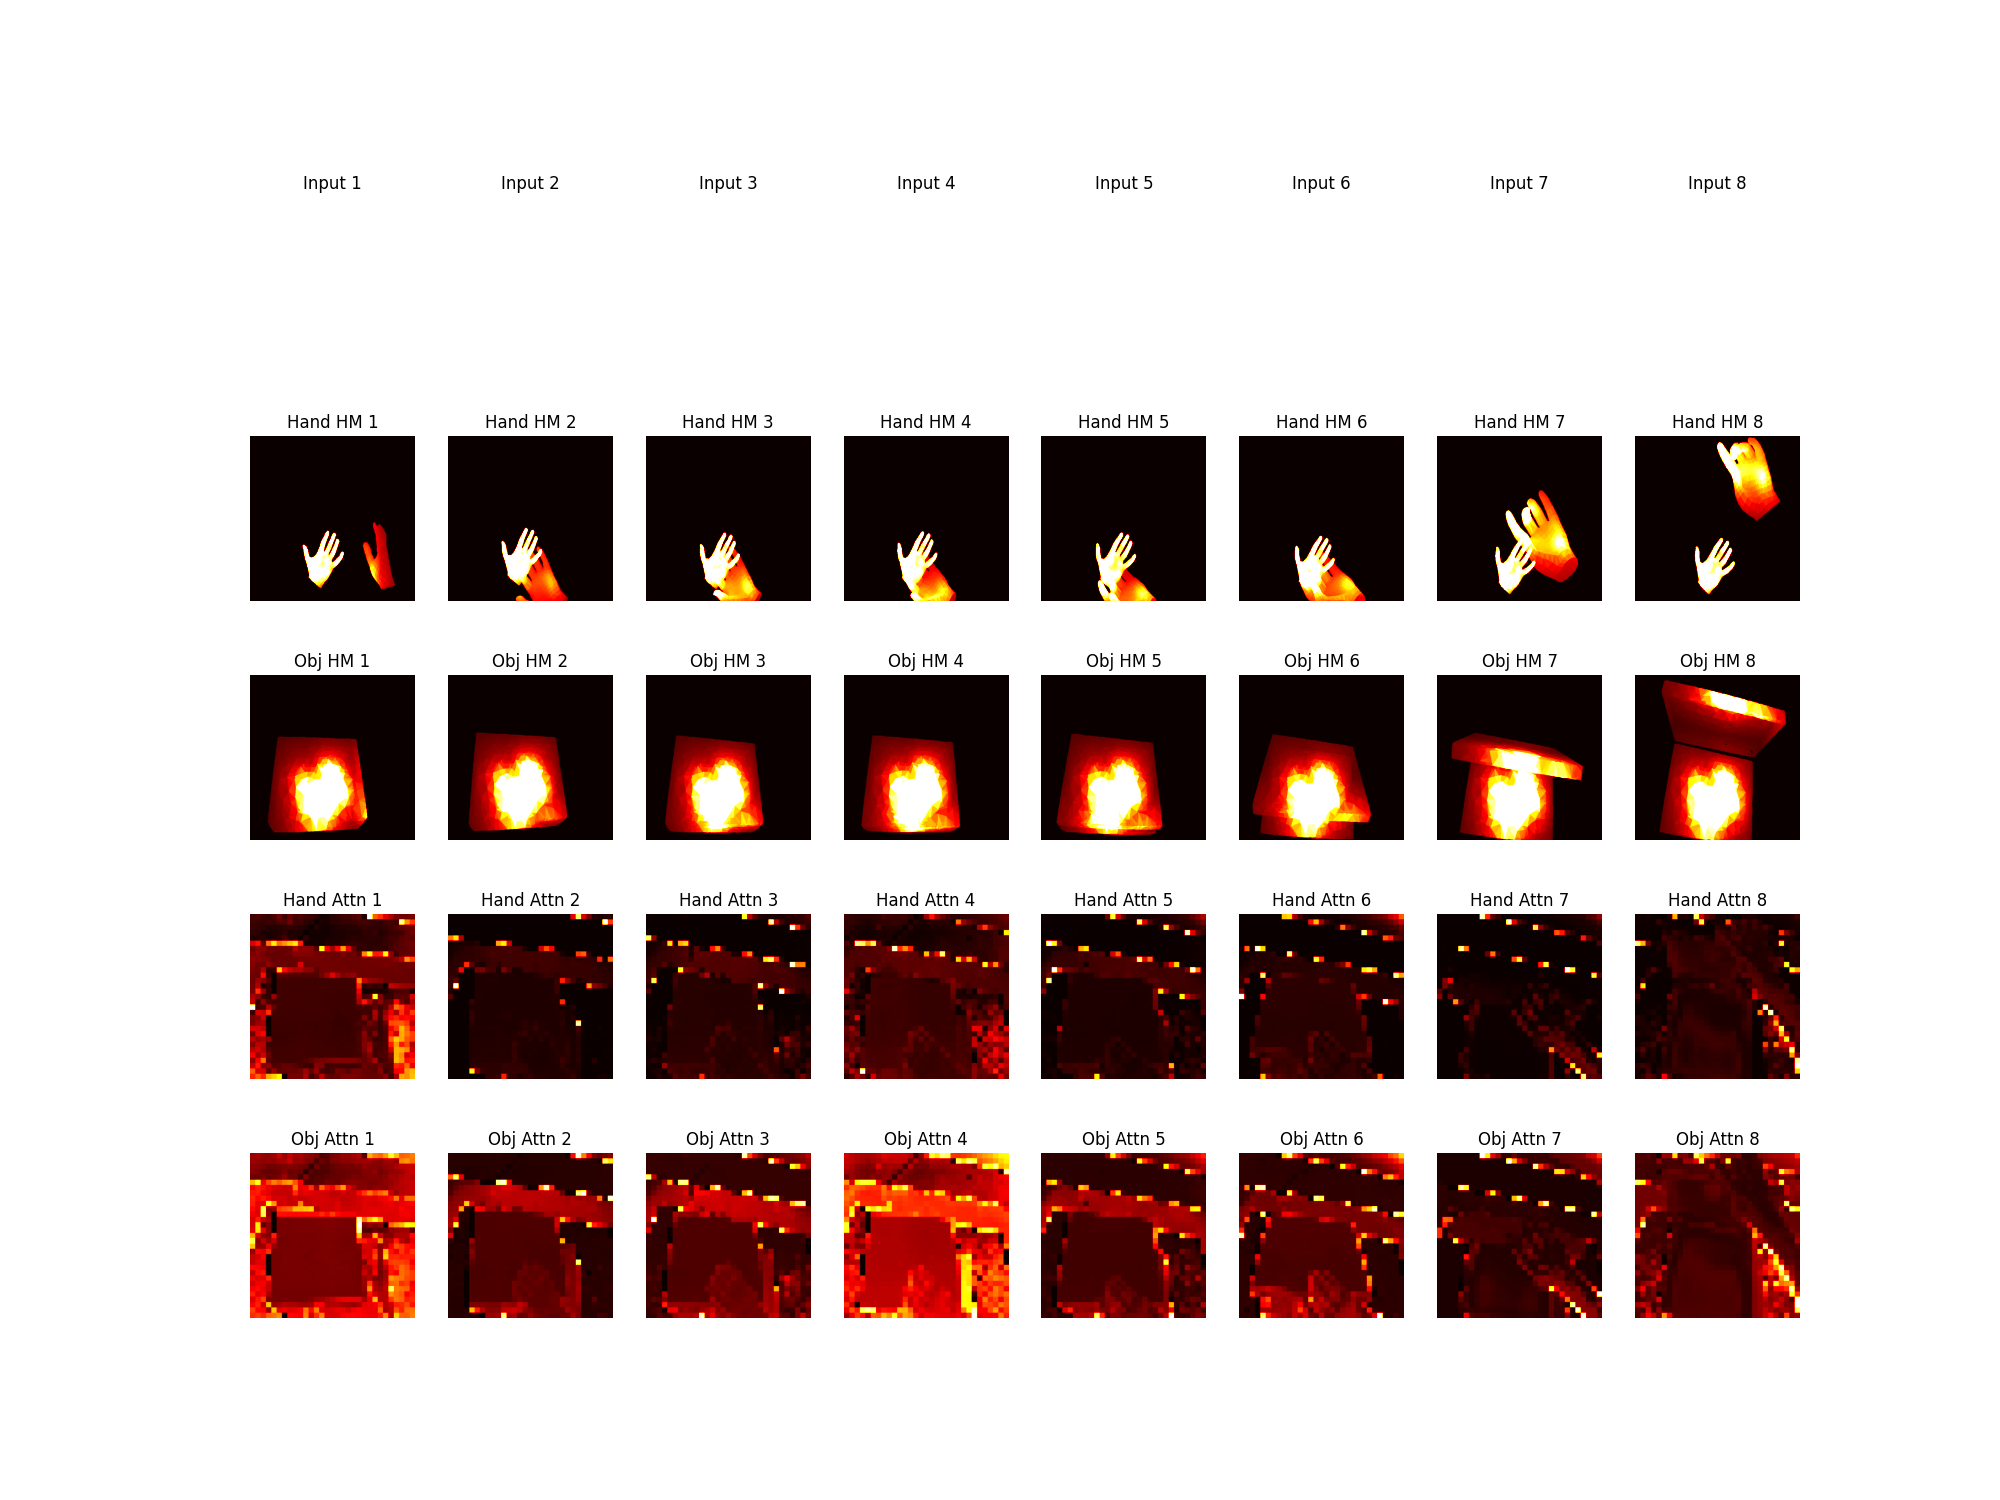 Input 1 Input 2 Input 3 Input 4 Input 5 Input 6 Input 7 Input 8
Hand HM 1 Hand HM 2 Hand HM 3 Hand HM 4 Hand HM 5 Hand HM 6 Hand HM 7 Hand HM 8
Obj HM 1 Obj HM 2 Obj HM 3 Obj HM 4 Obj HM 5 Obj HM 6 Obj HM 7 Obj HM 8
Hand Attn 1 Hand Attn 2 Hand Attn 3 Hand Attn 4 Hand Attn 5 Hand Attn 6 Hand Attn 7 Hand Attn 8
Obj Attn 1 Obj Attn 2 Obj Attn 3 Obj Attn 4 Obj Attn 5 Obj Attn 6 Obj Attn 7 Obj Attn 8